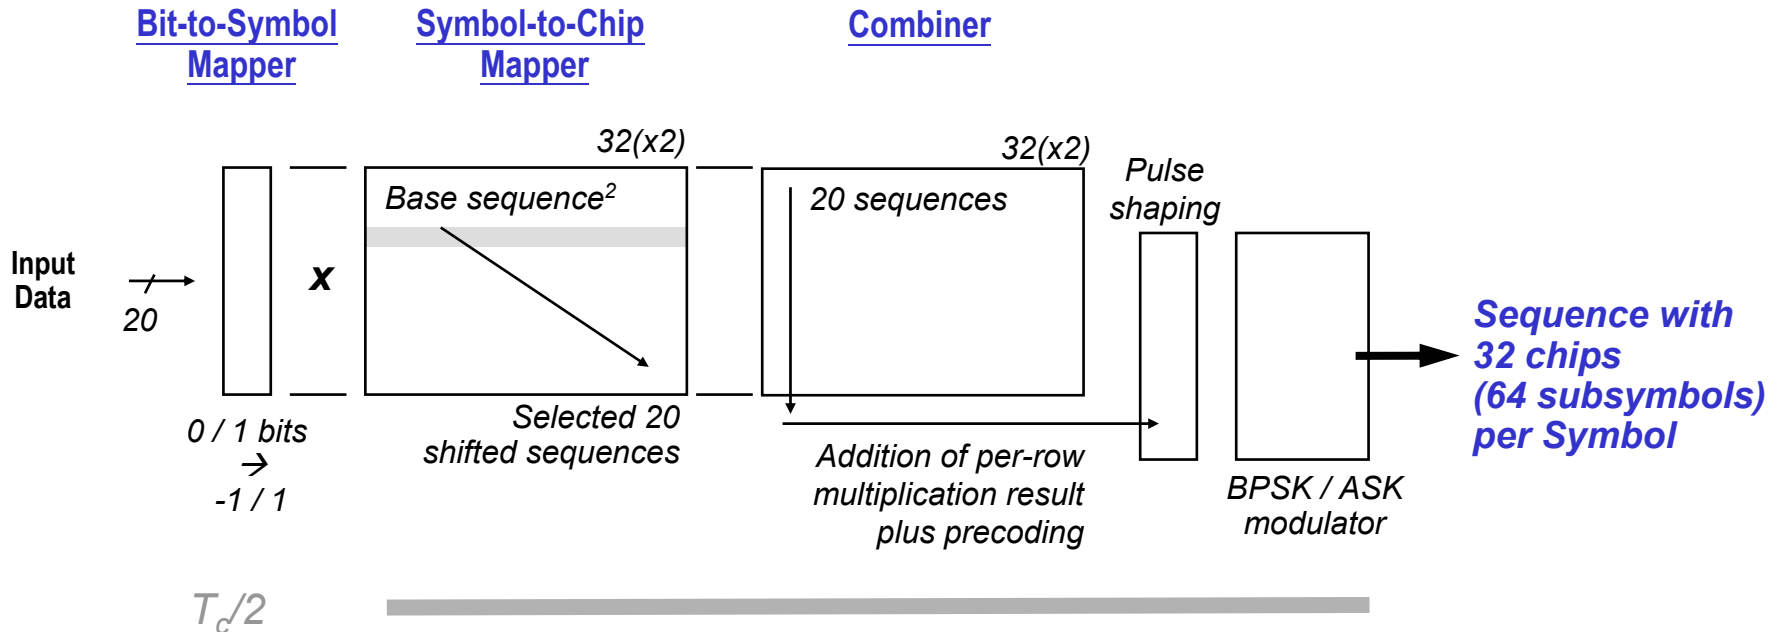 Bit-to-Symbol
Mapper
Symbol-to-Chip
Mapper
Combiner
32(x2)
32(x2)
Base sequence²
20 sequences
Pulse
shaping
Input
Data
20
x
Sequence with
32 chips
(64 subsymbols)
per Symbol
0 / 1 bits
→
-1 / 1
Selected 20
shifted sequences
Addition of per-row
multiplication result
plus precoding
BPSK / ASK
modulator
Tc/2